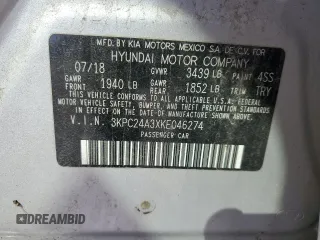 MFD. BY KIA MOTORS MEXICO S.A. DE C.V. FOR
HYUNDAI MOTOR COMPANY
07/18 GVWR 3439 LB PAINT 4SS
GAWR FRONT 1940 LB GAWR REAR 1852 LB TRIM TRY
THIS VEHICLE CONFORMS TO ALL APPLICABLE U.S. FEDERAL MOTOR VEHICLE
SAFETY, BUMPER, AND THEFT PREVENTION STANDARDS
IN EFFECT ON THE DATE OF MANUFACTURE SHOWN ABOVE.
V.I.N. 3KPC24A3XKE046274
PASSENGER CAR
DREAMBID